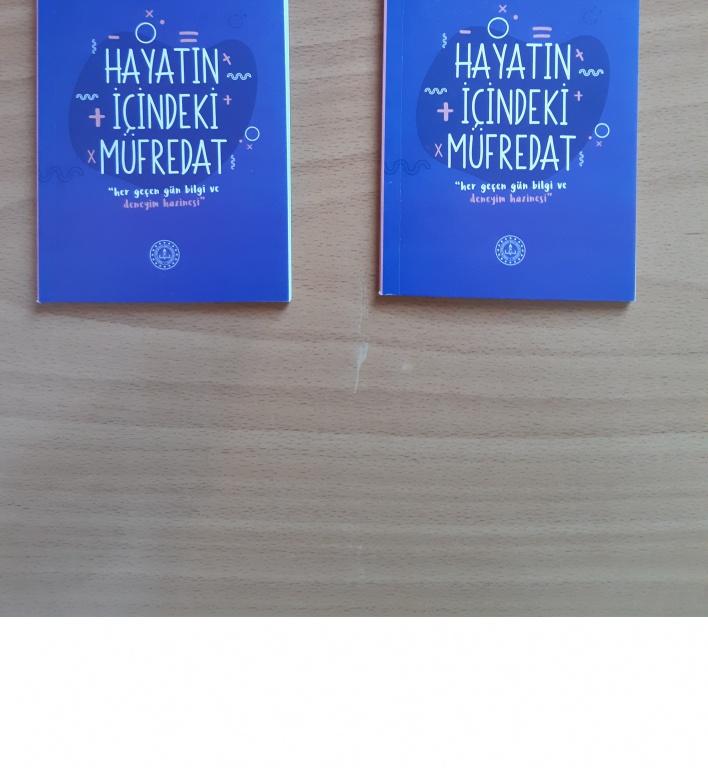 HAYATIN
İÇİNDEKİ
MÜFREDAT
"her geçen gün bilgi ve
deneyim hazinesi"
HAYATIN
İÇİNDEKİ
MÜFREDAT
"her geçen gün bilgi ve
deneyim hazinesi"